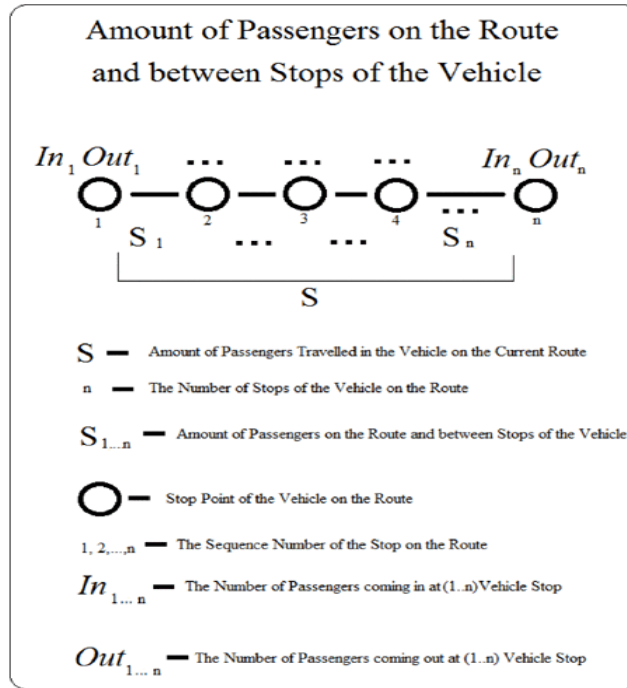 Amount of Passengers on the Route
and between Stops of the Vehicle
In1 Out1 ... ... ... Inn Outn
1 2 3 4 ... n
S1 ... ... Sn
S
S — Amount of Passengers Travelled in the Vehicle on the Current Route
n — The Number of Stops of the Vehicle on the Route
S1...n — Amount of Passengers on the Route and between Stops of the Vehicle
— Stop Point of the Vehicle on the Route
1, 2,...,n — The Sequence Number of the Stop on the Route
In1... n — The Number of Passengers coming in at (1..n) Vehicle Stop
Out1... n — The Number of Passengers coming out at (1..n) Vehicle Stop